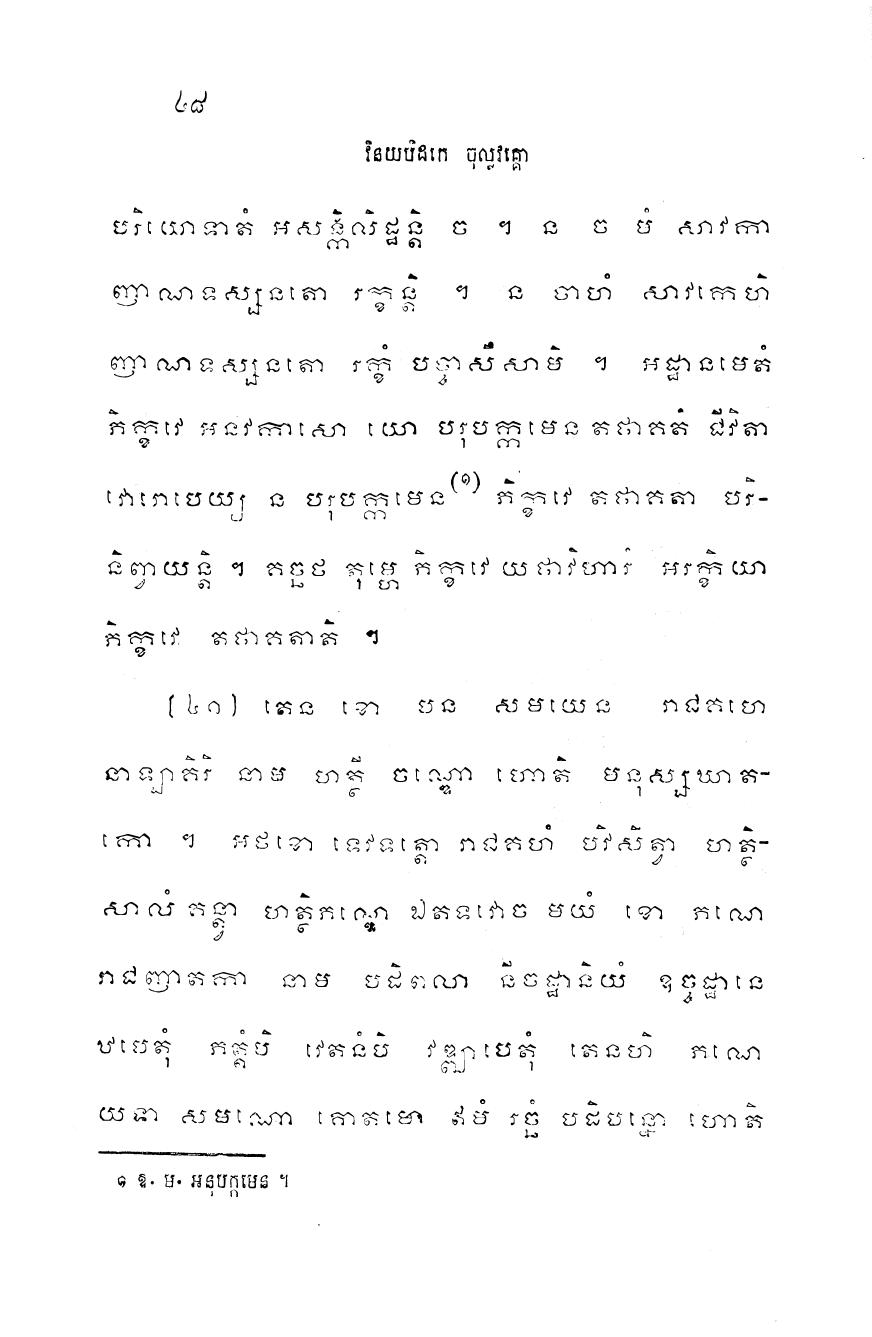 ៤៨
វិនយបិដកេ ចុល្លវគ្គោ
បរិយោទាតំ អសង្កិលិដ្ឋន្តិ ច ។ ន ច មំ សាវកា
ញាណទស្សនតោ រក្ខន្តិ ។ ន ចាហំ សាវកេហិ
ញាណទស្សនតោ រក្ខំ បច្ចាសឹសាមិ ។ អដ្ឋានមេតំ
ភិក្ខវេ អនវកាសោ យោ បរុបក្កមេន តថាគតំ ជីវិតា
វោរោបេយ្យ ន បរុបក្កមេន(១) ភិក្ខវេ តថាគតា បរិ-
និព្វាយន្តិ ។ គច្ឆថ តុម្ហេ ភិក្ខវេ យថាវិហារំ អរក្ខិយា
ភិក្ខវេ តថាគតាតិ ។
[៤១] តេន ខោ បន សមយេន រាជគហេ
នាឡាគិរិ នាម ហត្ថី ចណ្ឌោ ហោតិ មនុស្សឃាត-
កោ ។ អថខោ ទេវទត្តោ រាជគហំ បវិសិត្វា ហត្ថិ-
សាលំ គន្ត្វា ហត្ថិភណ្ឌេ ឯតទវោច មយំ ខោ ភណេ
រាជញាតកា នាម បដិពលា នីចដ្ឋានិយំ ឧច្ចដ្ឋានេ
ឋបេតុំ ភត្តំបិ វេតនំបិ វឌ្ឍាបេតុំ តេនហិ ភណេ
យទា សមណោ គោតមោ ឥមំ រច្ឆំ បដិបន្នោ ហោតិ
១ ឱ. ម. អនុបក្កមេន ។